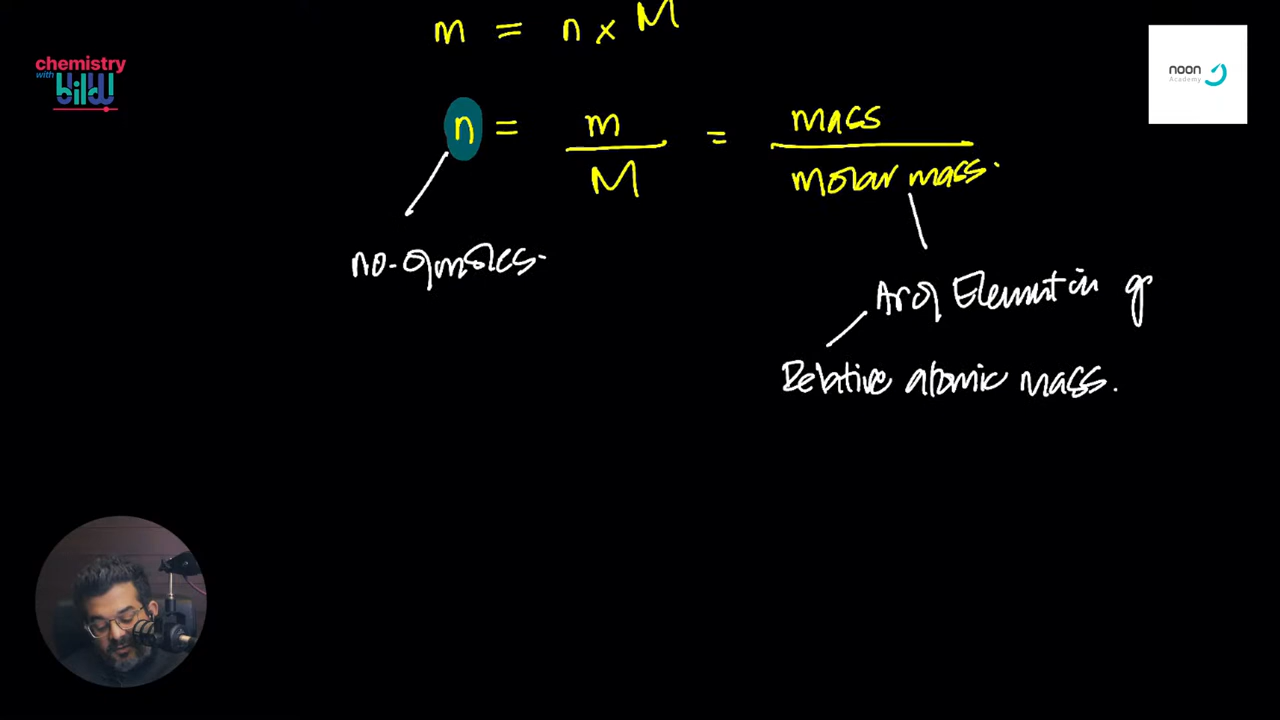 m = n x M
chemistry
with
bilal
noon
Academy
n = m/M = mass/molar mass.
no. of moles.
Ar of Element in g
Relative atomic mass.